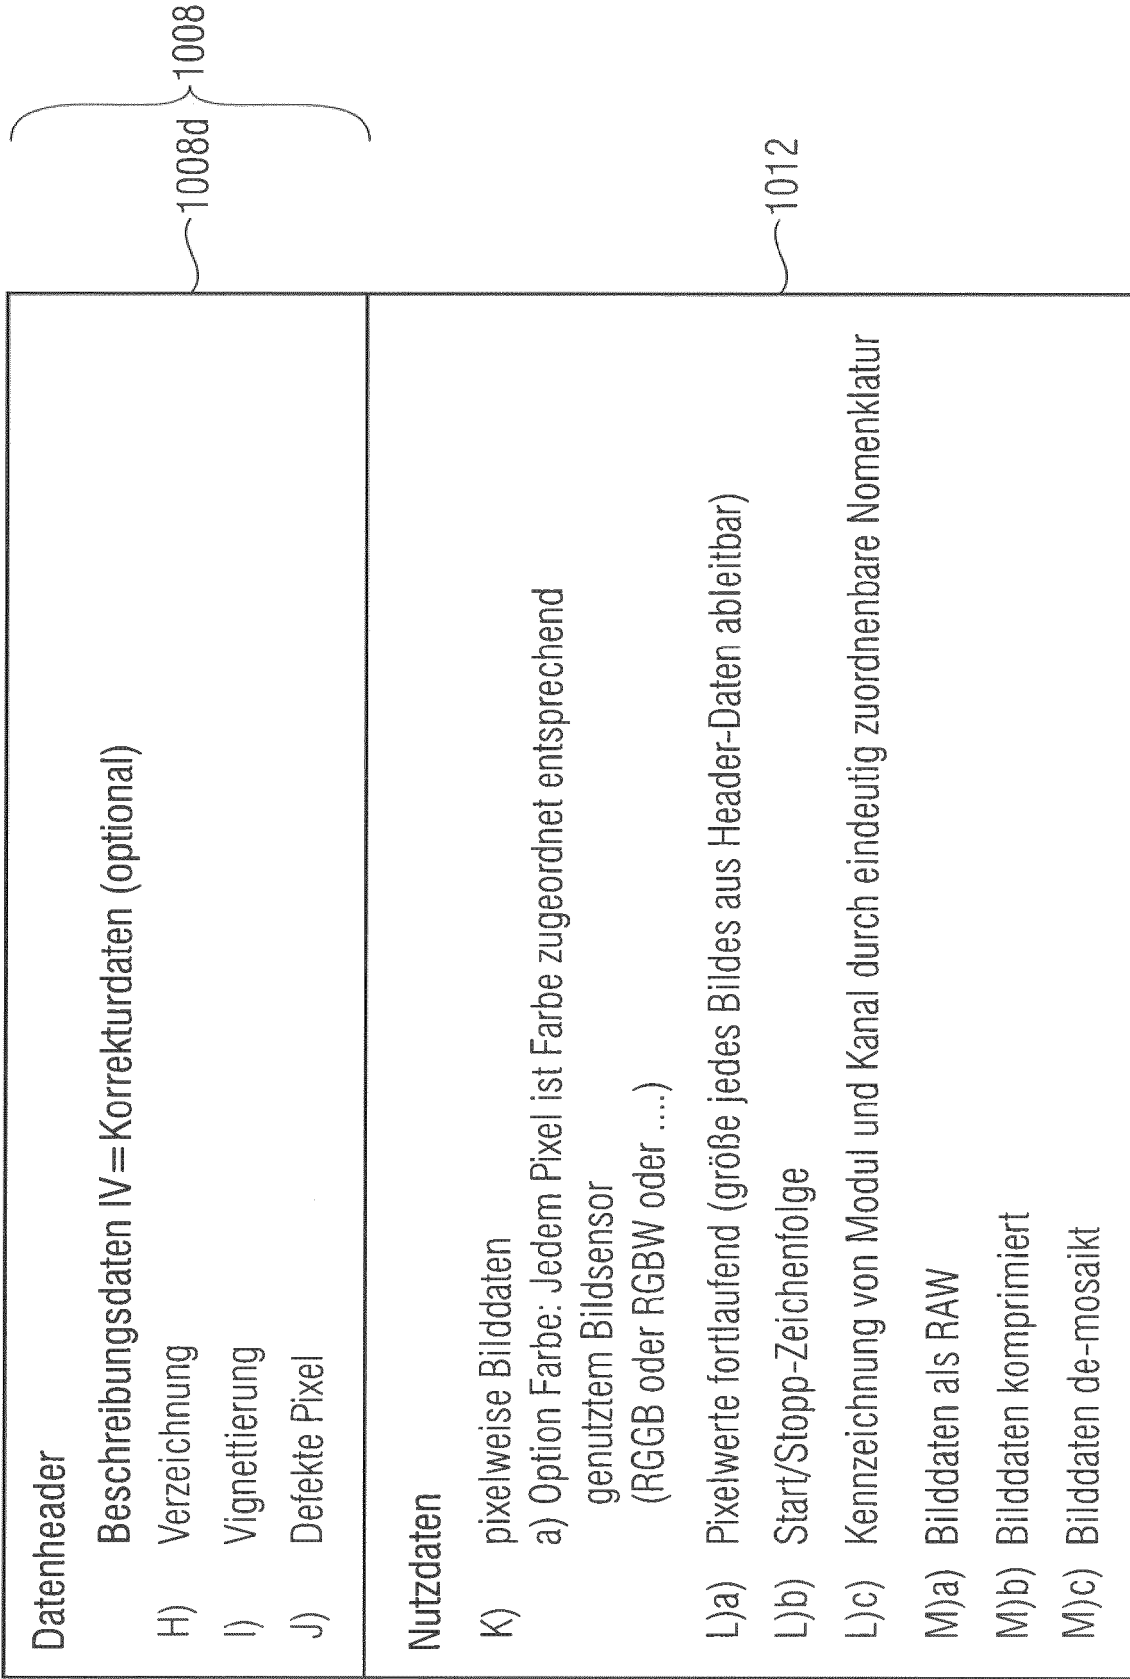 Datenheader
Beschreibungsdaten IV=Korrekturdaten (optional)
H) Verzeichnung
I) Vignettierung
J) Defekte Pixel
1008d
1008
Nutzdaten
K) pixelweise Bilddaten
a) Option Farbe: Jedem Pixel ist Farbe zugeordnet entsprechend
genutztem Bildsensor
(RGGB oder RGBW oder ....)
L)a) Pixelwerte fortlaufend (größe jedes Bildes aus Header-Daten ableitbar)
L)b) Start/Stopp-Zeichenfolge
L)c) Kennzeichnung von Modul und Kanal durch eindeutig zuordnenbare Nomenklatur
M)a) Bilddaten als RAW
M)b) Bilddaten komprimiert
M)c) Bilddaten de-mosaikt
1012